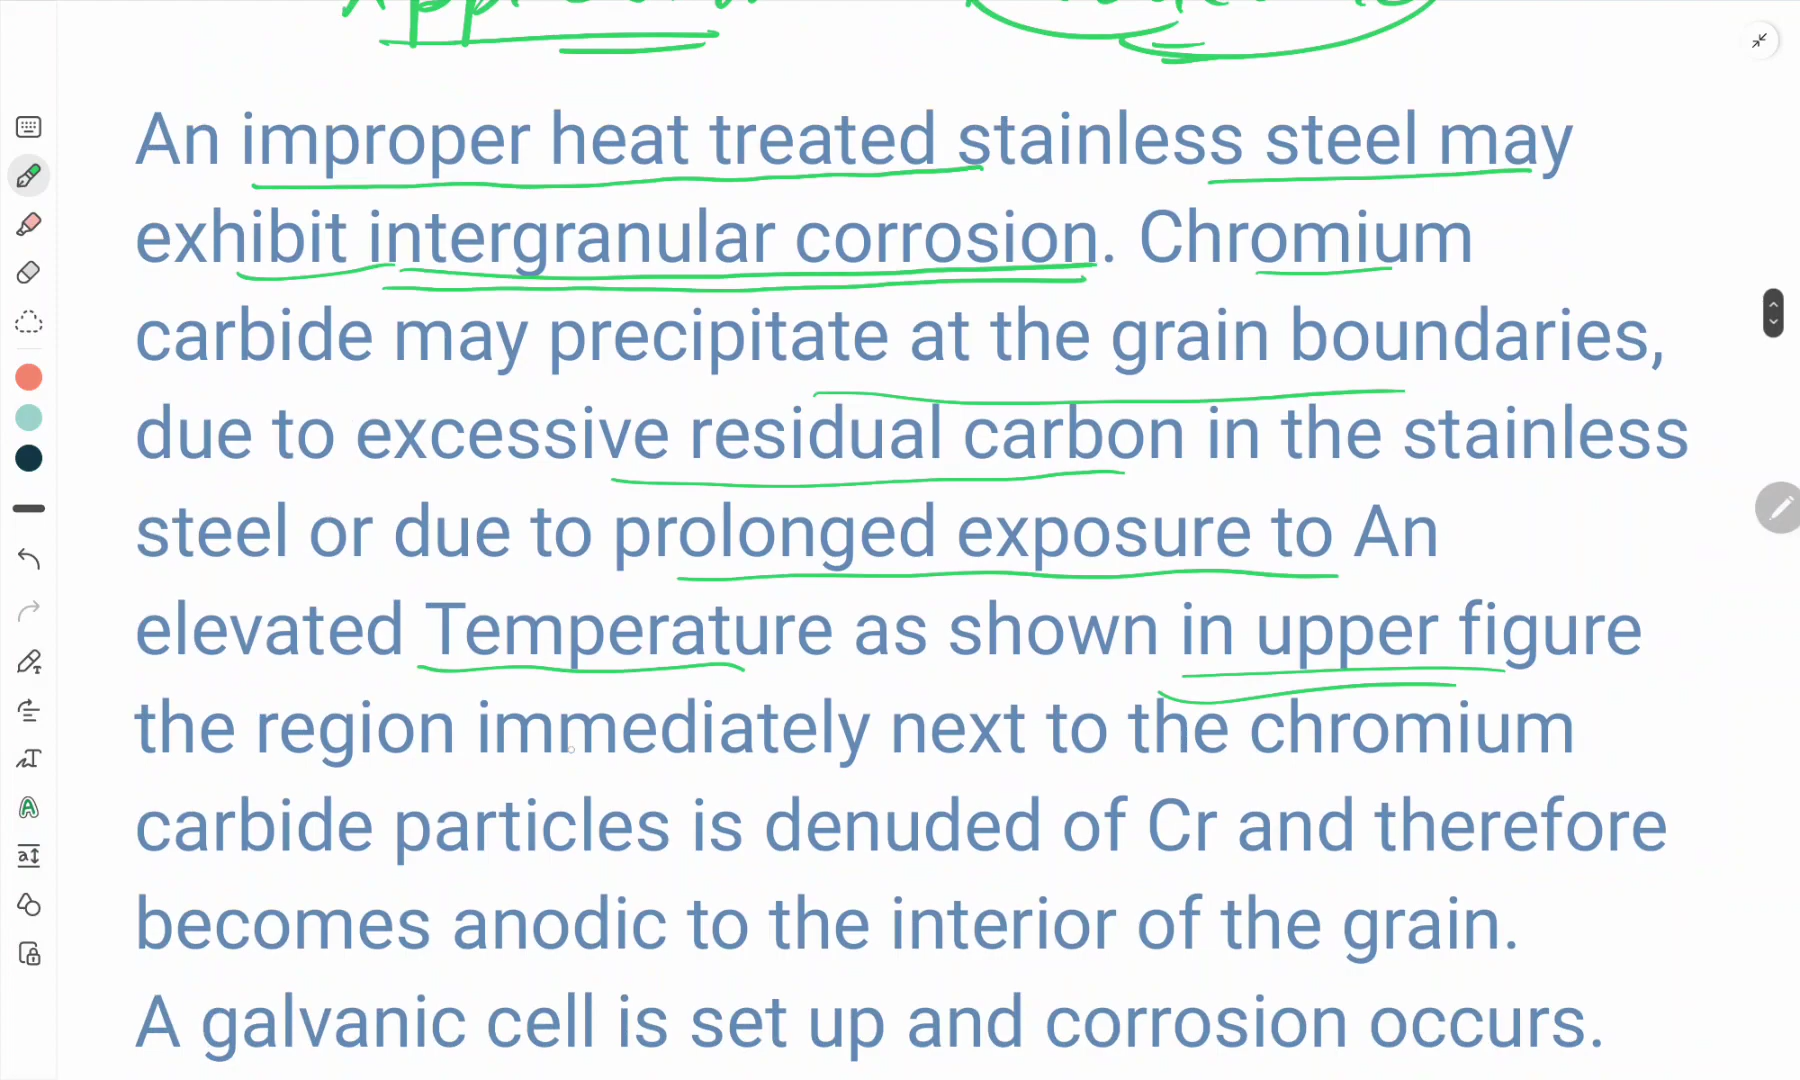 An improper heat treated stainless steel may
exhibit intergranular corrosion. Chromium
carbide may precipitate at the grain boundaries,
due to excessive residual carbon in the stainless
steel or due to prolonged exposure to An
elevated Temperature as shown in upper figure
the region immediately next to the chromium
carbide particles is denuded of Cr and therefore
becomes anodic to the interior of the grain.
A galvanic cell is set up and corrosion occurs.